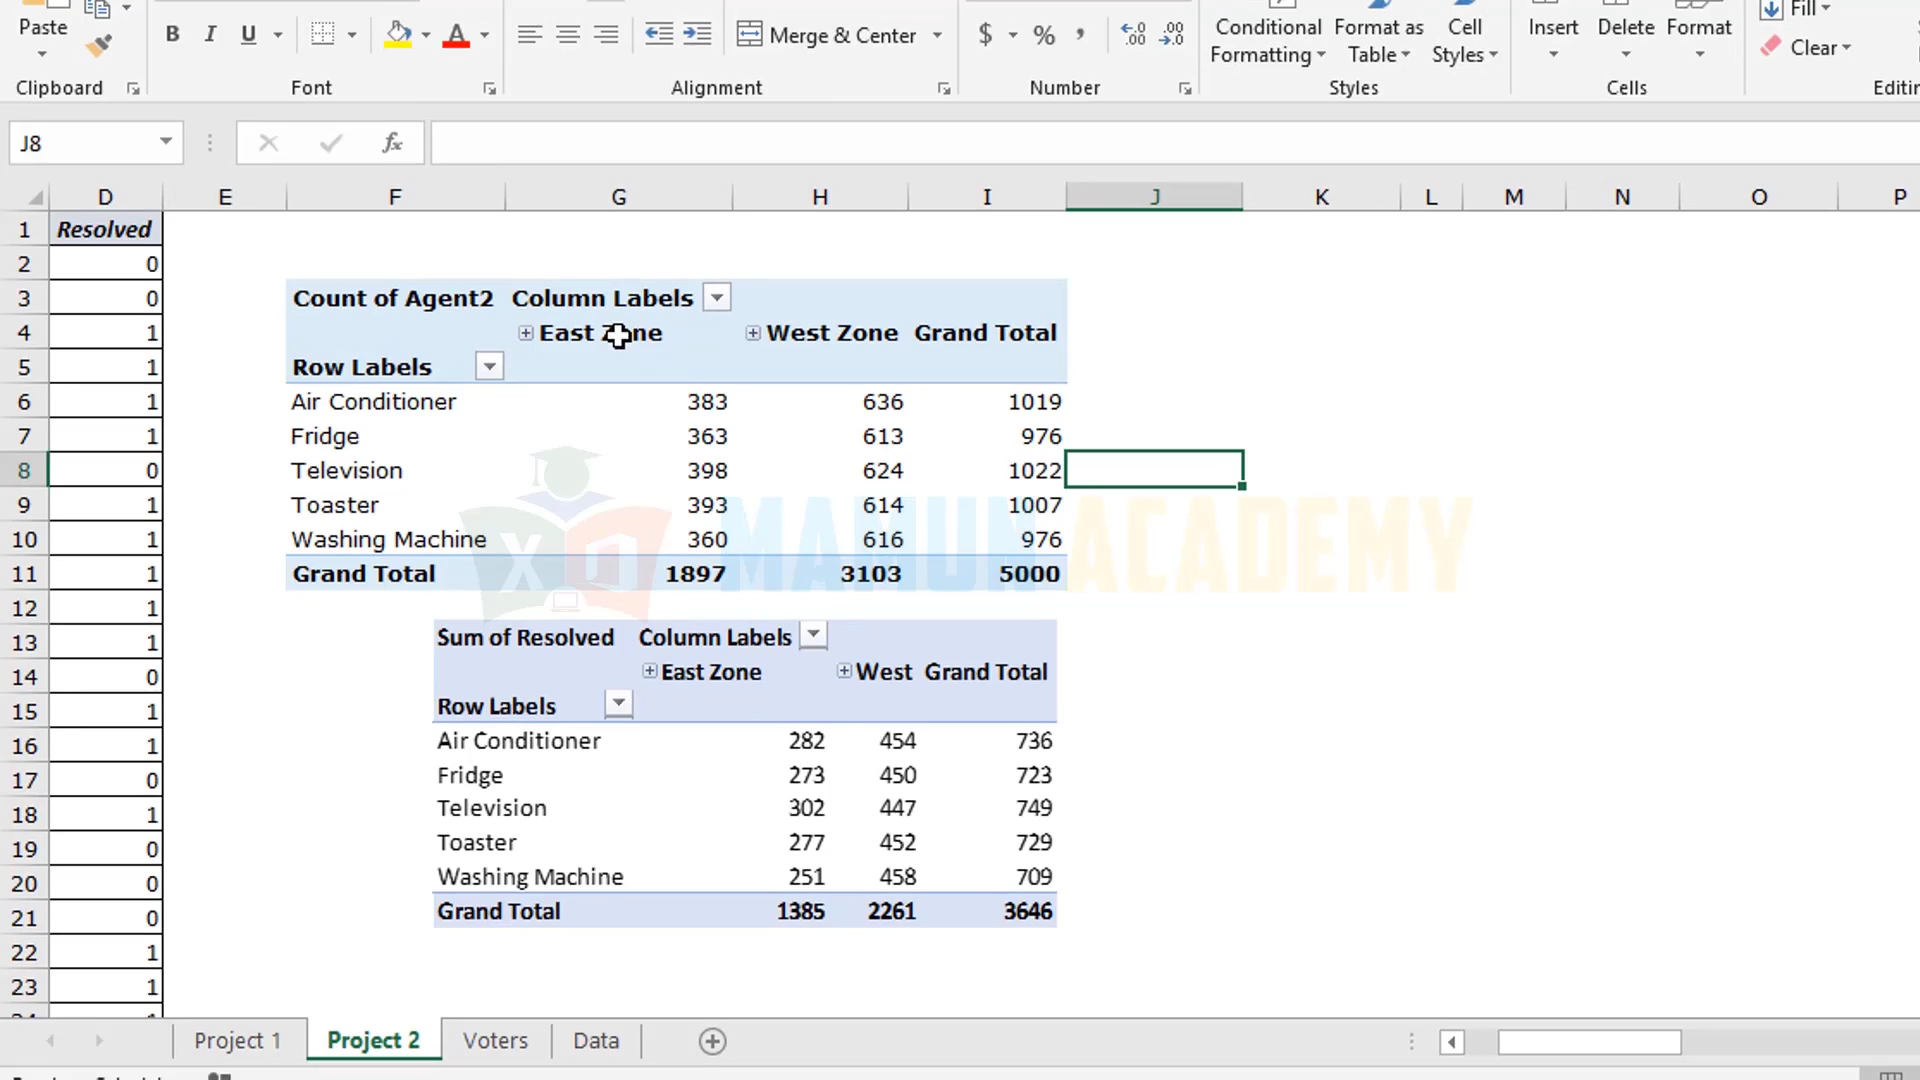 Paste
B I U A Merge & Center $ % , .00 .00 Conditional Formatting Format as Table Cell Styles Insert Delete Format Fill Clear
Clipboard Font Alignment Number Styles Cells
J8 fx
D E F G H I J K L M N O P
1 Resolved
2 0
3 0 Count of Agent2 Column Labels
4 1 East Zone West Zone Grand Total
5 1 Row Labels
6 1 Air Conditioner 383 636 1019
7 1 Fridge 363 613 976
8 0 Television 398 624 1022
9 1 Toaster 393 614 1007
MAMUN ACADEMY
10 1 Washing Machine 360 616 976
11 1 Grand Total 1897 3103 5000
12 1
13 1 Sum of Resolved Column Labels
14 0 East Zone West Grand Total
15 1 Row Labels
16 1 Air Conditioner 282 454 736
17 0 Fridge 273 450 723
18 1 Television 302 447 749
19 0 Toaster 277 452 729
20 0 Washing Machine 251 458 709
21 0 Grand Total 1385 2261 3646
22 1
23 1
Project 1 Project 2 Voters Data